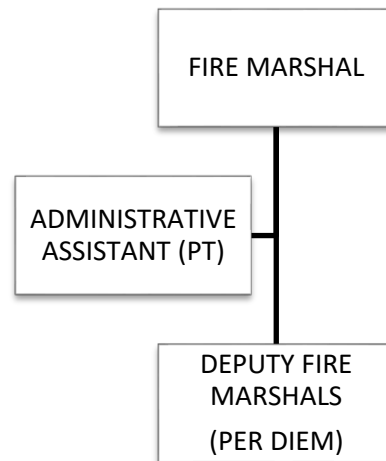 FIRE MARSHAL
ADMINISTRATIVE
ASSISTANT (PT)
DEPUTY FIRE
MARSHALS
(PER DIEM)